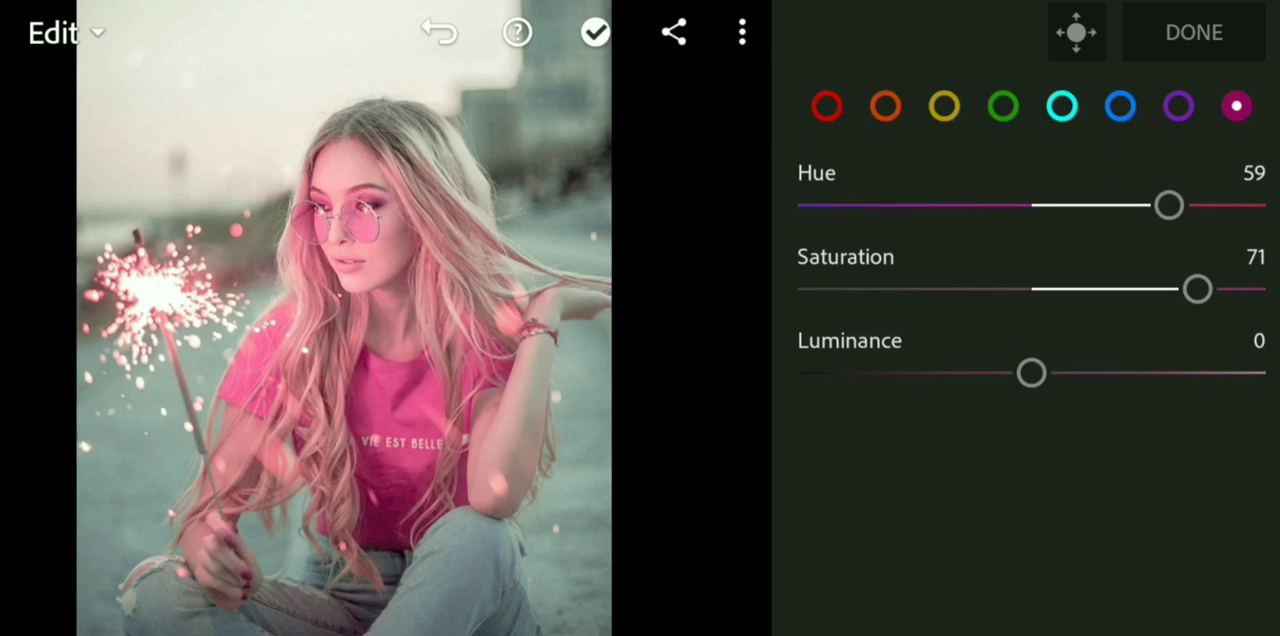 Edit
DONE
Hue 59
Saturation 71
Luminance 0
VIE EST BELLE